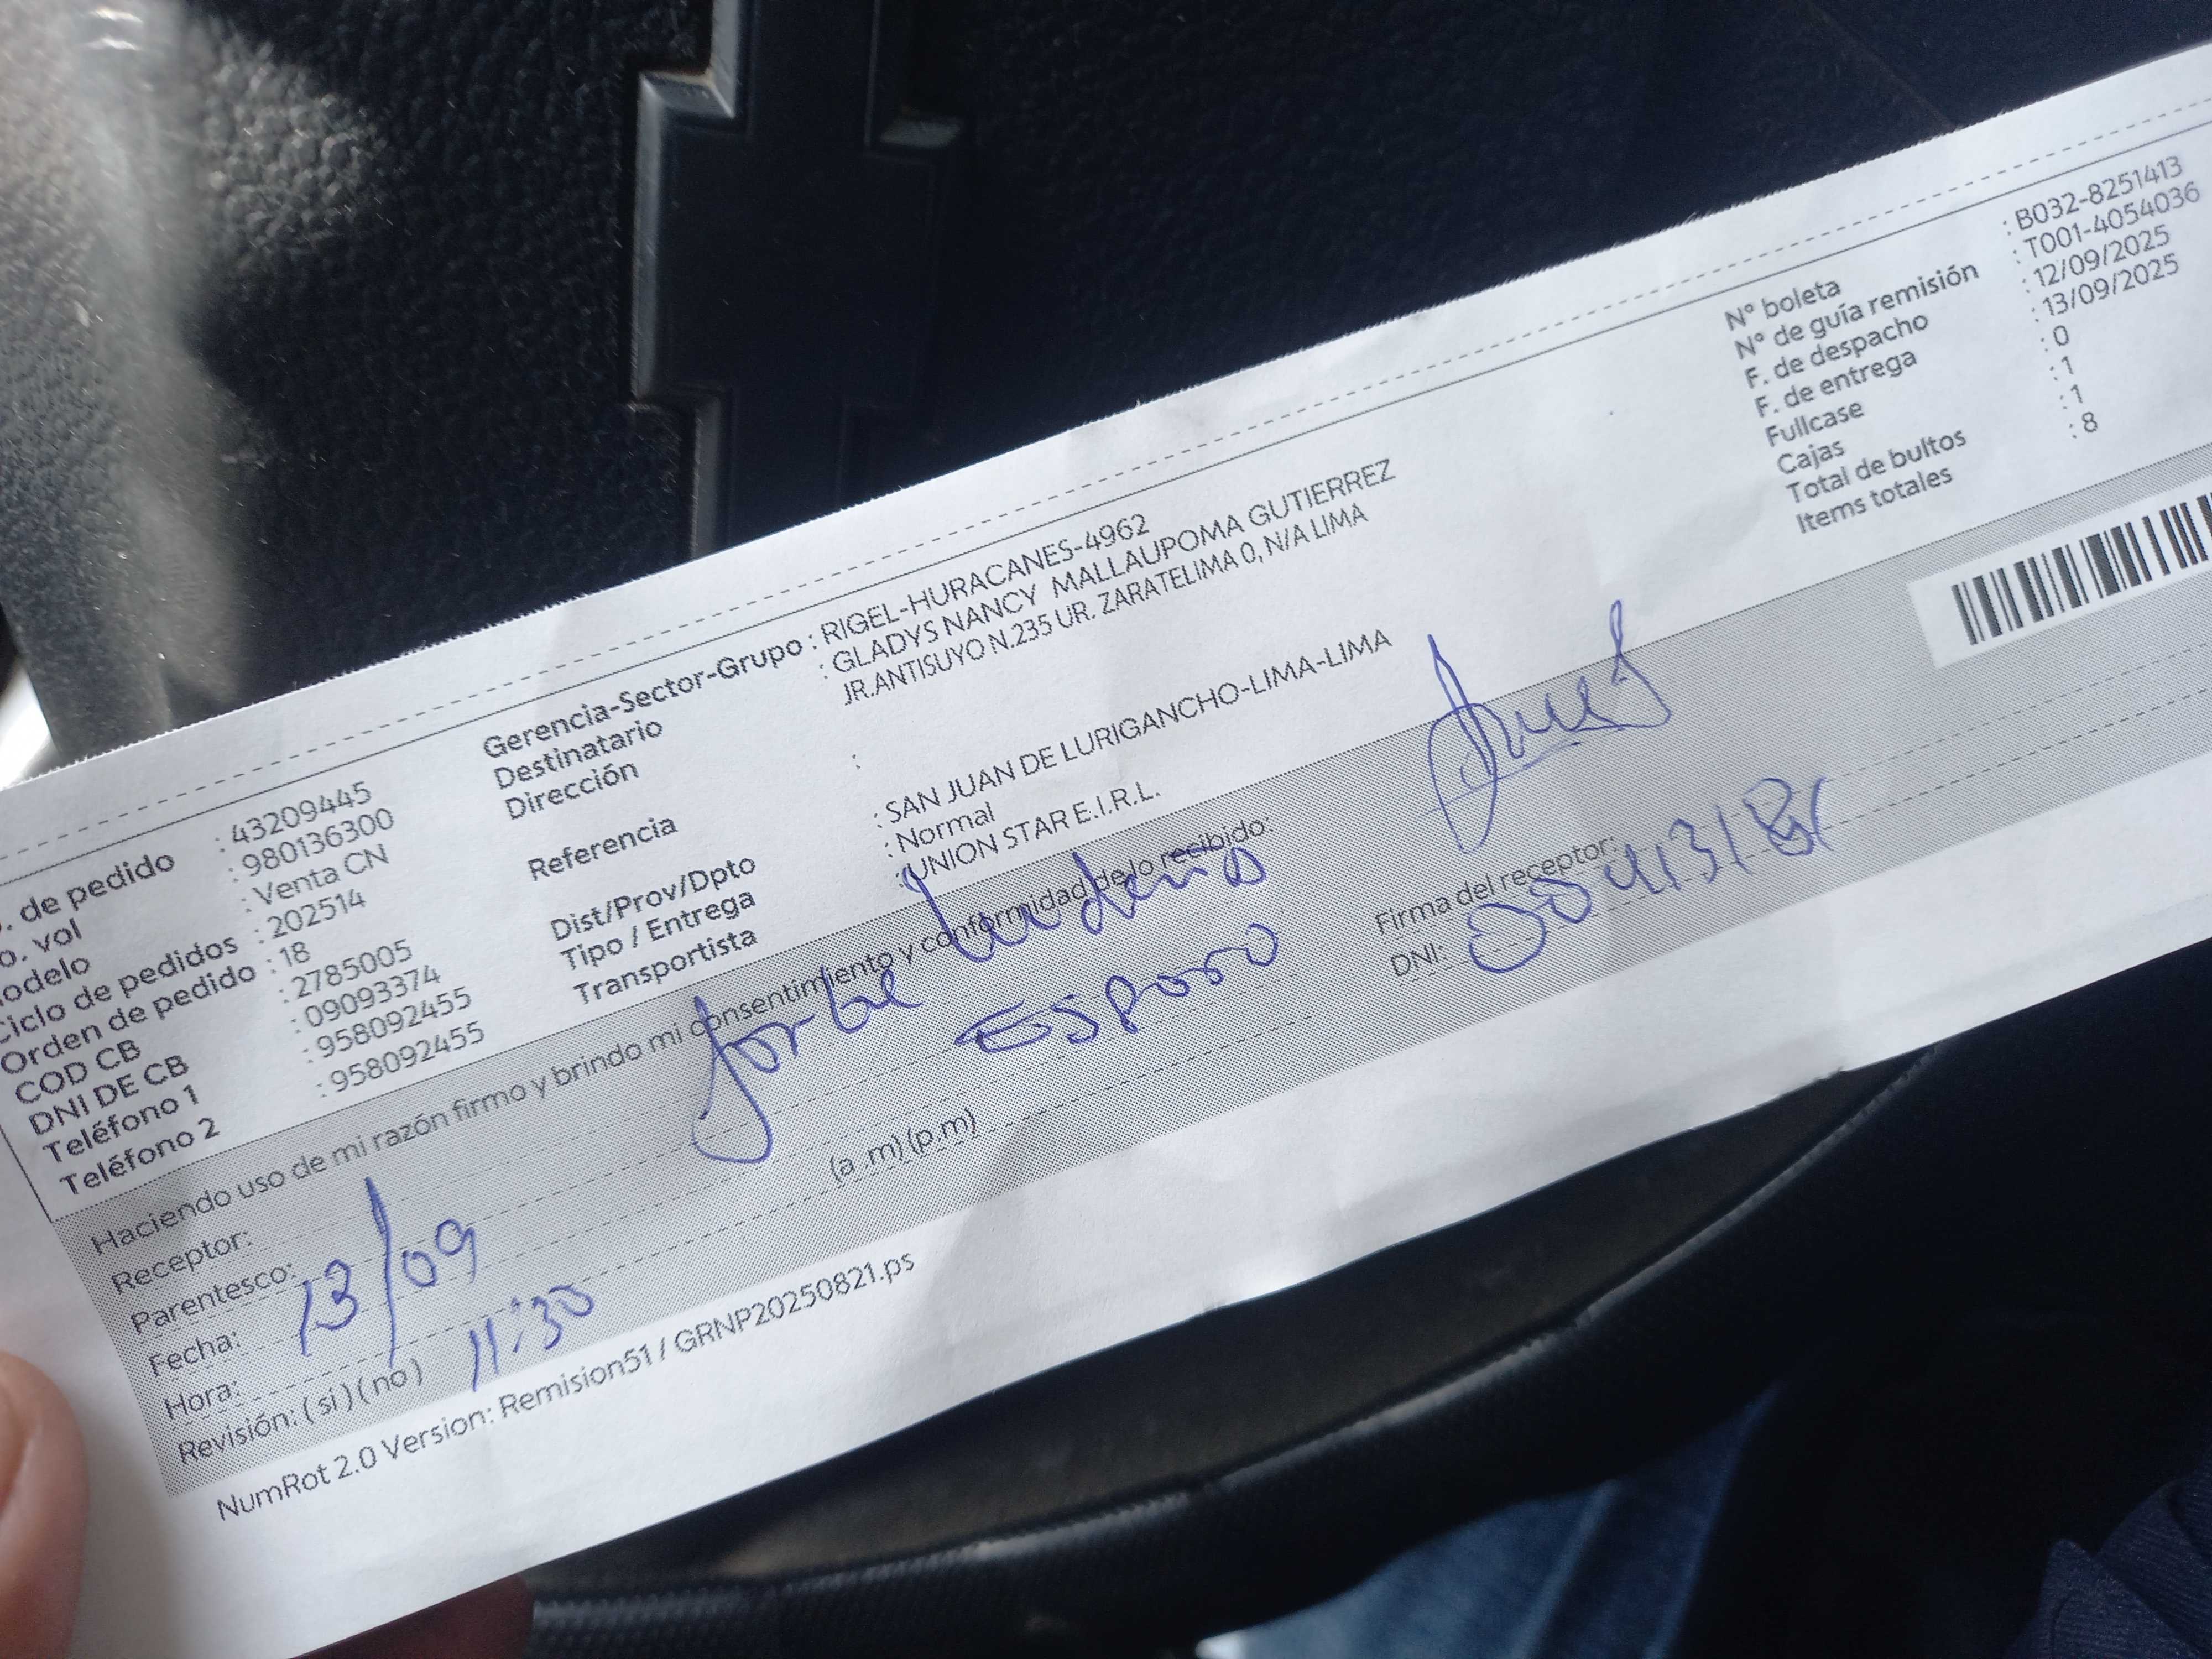 N° boleta : B032-8251413
N° de guía remisión : T001-4054036
F. de despacho : 12/09/2025
F. de entrega : 13/09/2025
Fullcase : 0
Cajas : 1
Total de bultos : 1
Items totales : 8
Gerencia-Sector-Grupo : RIGEL-HURACANES-4962
Destinatario : GLADYS NANCY MALLAUPOMA GUTIERREZ
Dirección JR.ANTISUYO N.235 UR. ZARATELIMA 0, N/A LIMA
Referencia :
Dist/Prov/Dpto : SAN JUAN DE LURIGANCHO-LIMA-LIMA
Tipo / Entrega : Normal
Transportista : UNION STAR E.I.R.L.
. de pedido : 43209445
o. vol : 980136300
odelo : Venta CN
Ciclo de pedidos : 202514
Orden de pedido : 18
COD CB : 2785005
DNI DE CB : 09093374
Teléfono 1 : 958092455
Teléfono 2 : 958092455
Haciendo uso de mi razón firmo y brindo mi consentimiento y conformidad de lo recibido:
Receptor: Jorge
Parentesco: Esposo
Fecha: 13/09
Hora: 11:30 (a .m) (p.m)
Revisión: ( si ) ( no )
Firma del receptor:
DNI:
NumRot 2.0 Version: Remision51 / GRNP20250821.ps